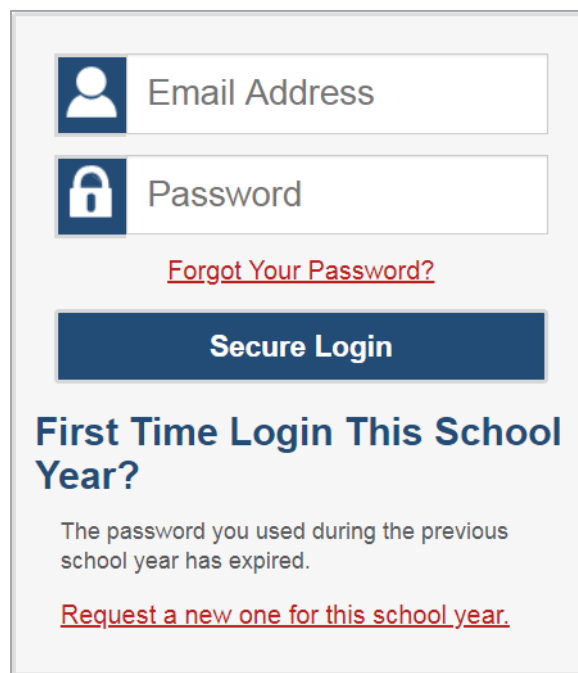 Email Address
Password
Forgot Your Password?
Secure Login
First Time Login This School
Year?
The password you used during the previous
school year has expired.
Request a new one for this school year.